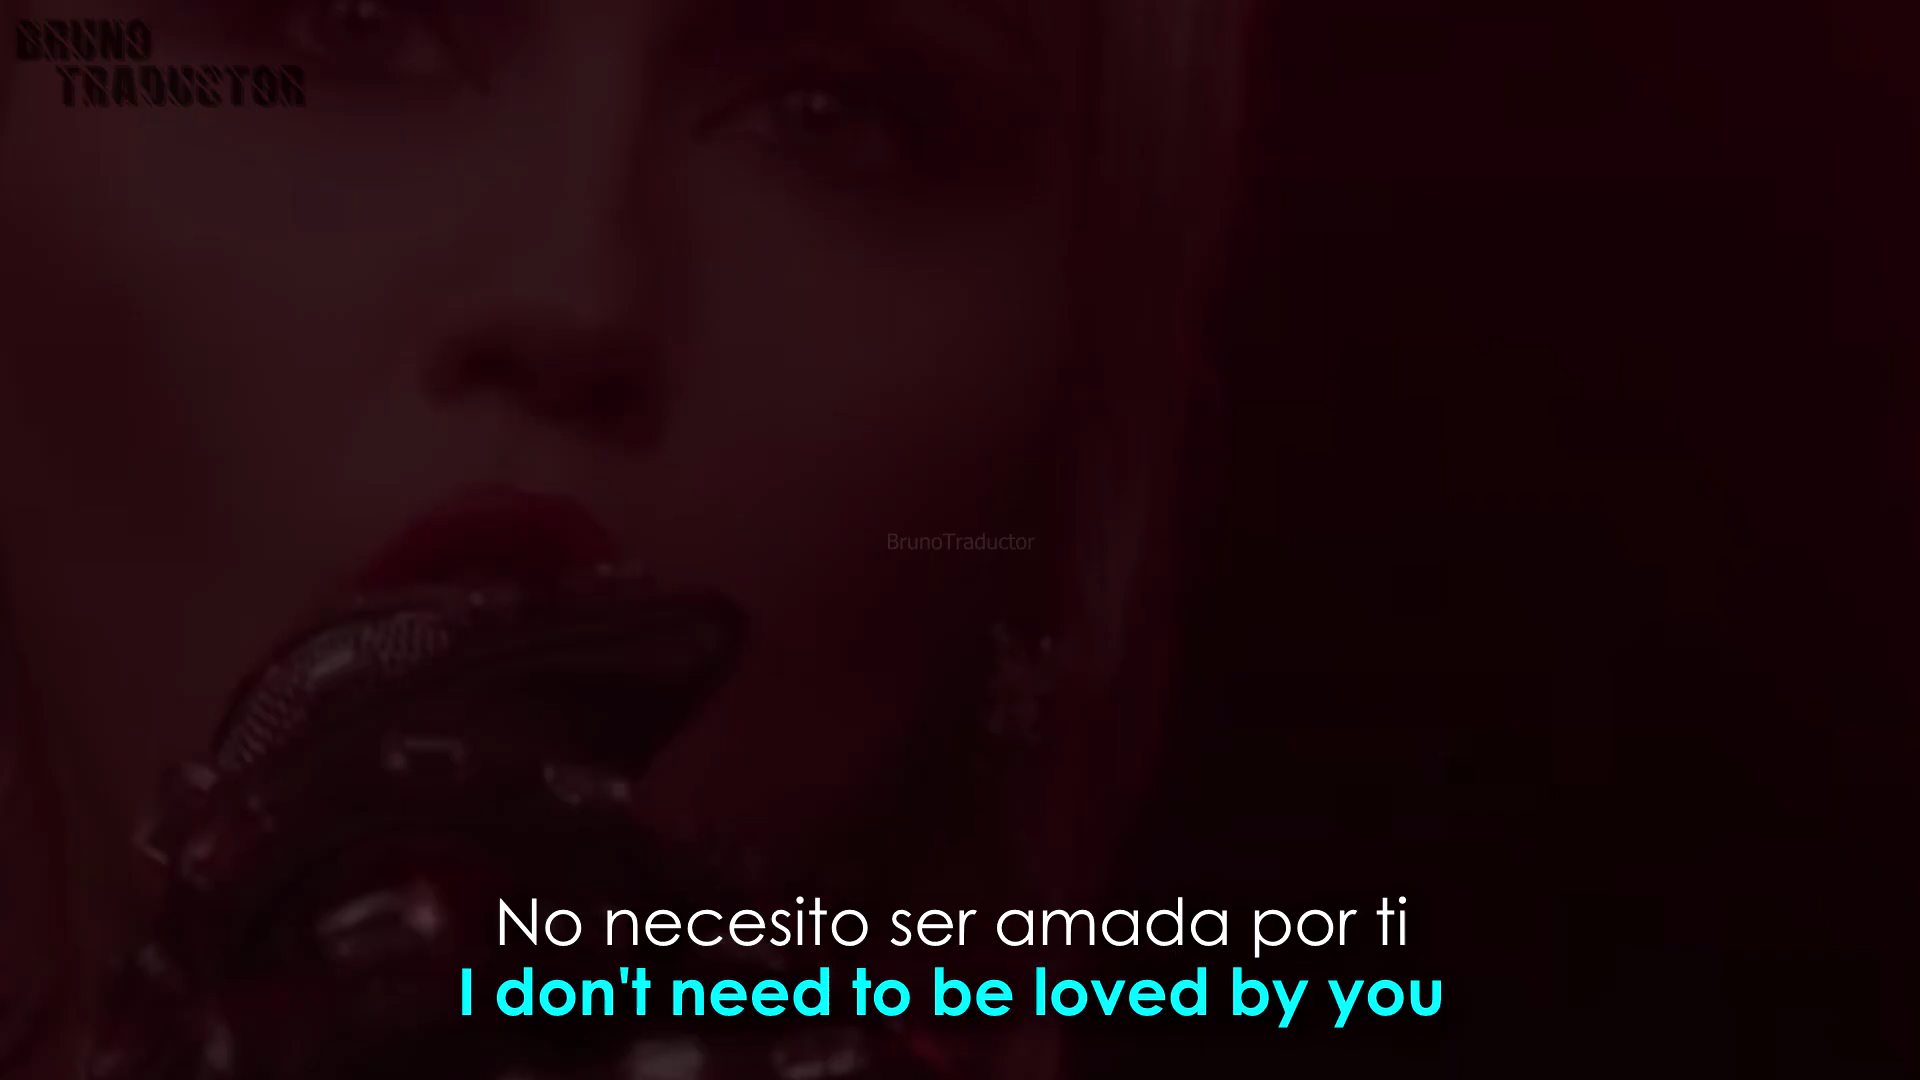 BRUNO
TRADUCTOR
BrunoTraductor
No necesito ser amada por ti
I don't need to be loved by you